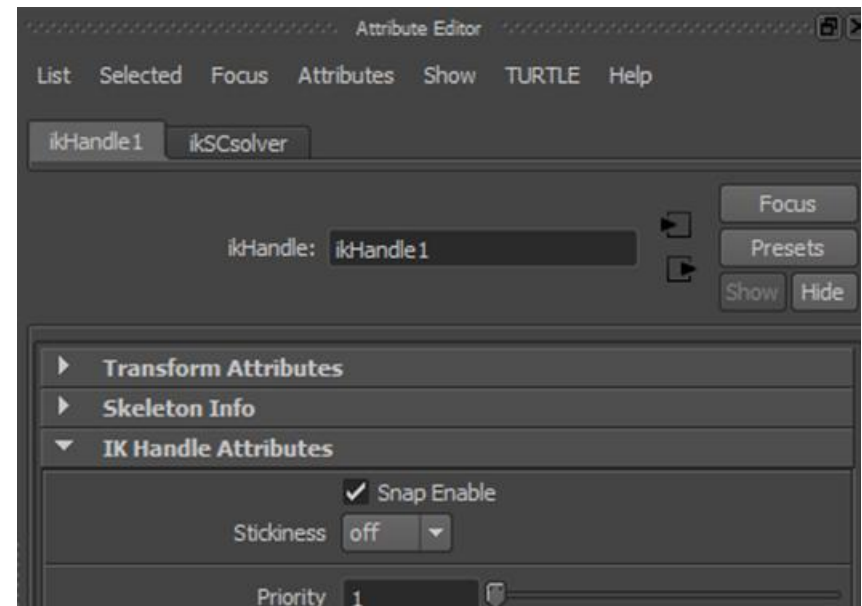 Attribute Editor
List Selected Focus Attributes Show TURTLE Help
ikHandle1 ikSCsolver
Focus
ikHandle: ikHandle1 Presets
Show Hide
Transform Attributes
Skeleton Info
IK Handle Attributes
Snap Enable
Stickiness off
Priority 1